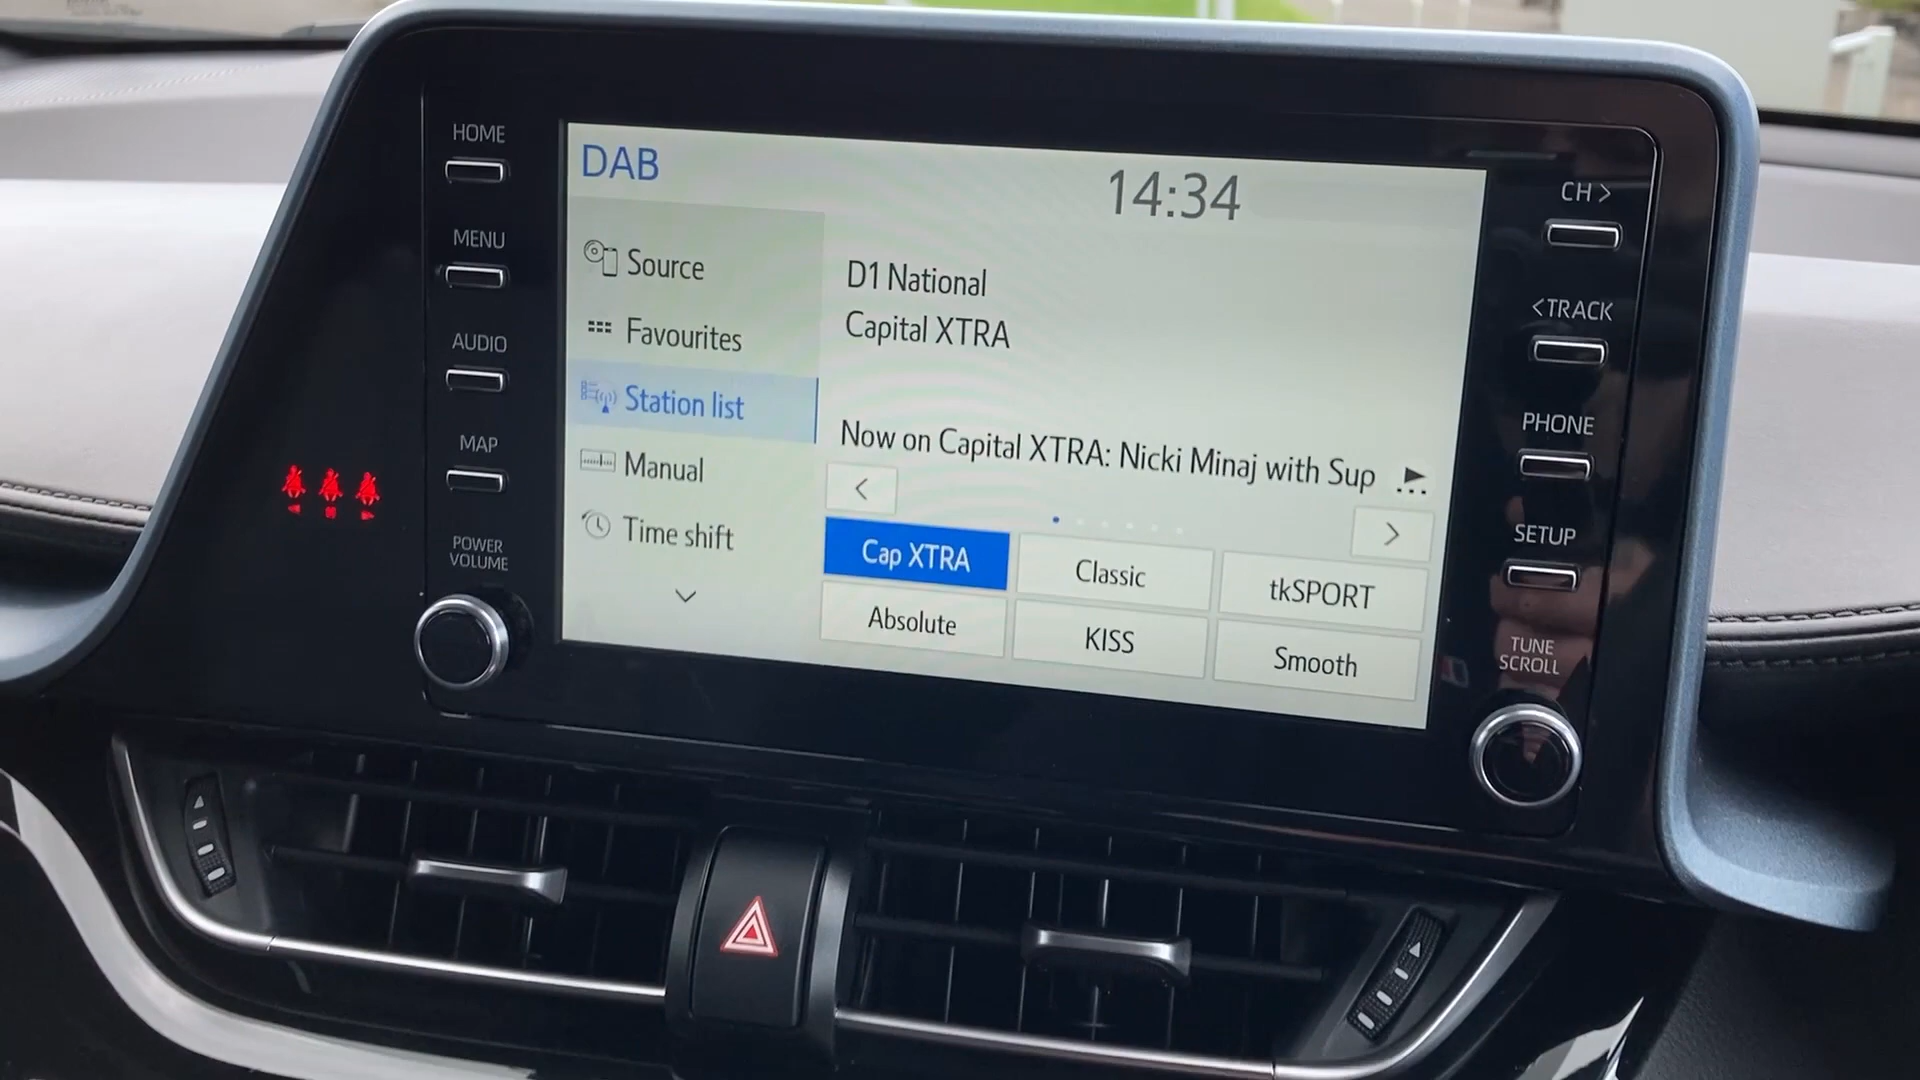 HOME
MENU
AUDIO
MAP
POWER
VOLUME
DAB
14:34
Source
Favourites
Station list
Manual
Time shift
D1 National
Capital XTRA
Now on Capital XTRA: Nicki Minaj with Sup
Cap XTRA
Classic
tkSPORT
Absolute
KISS
Smooth
CH >
< TRACK
PHONE
SETUP
TUNE
SCROLL